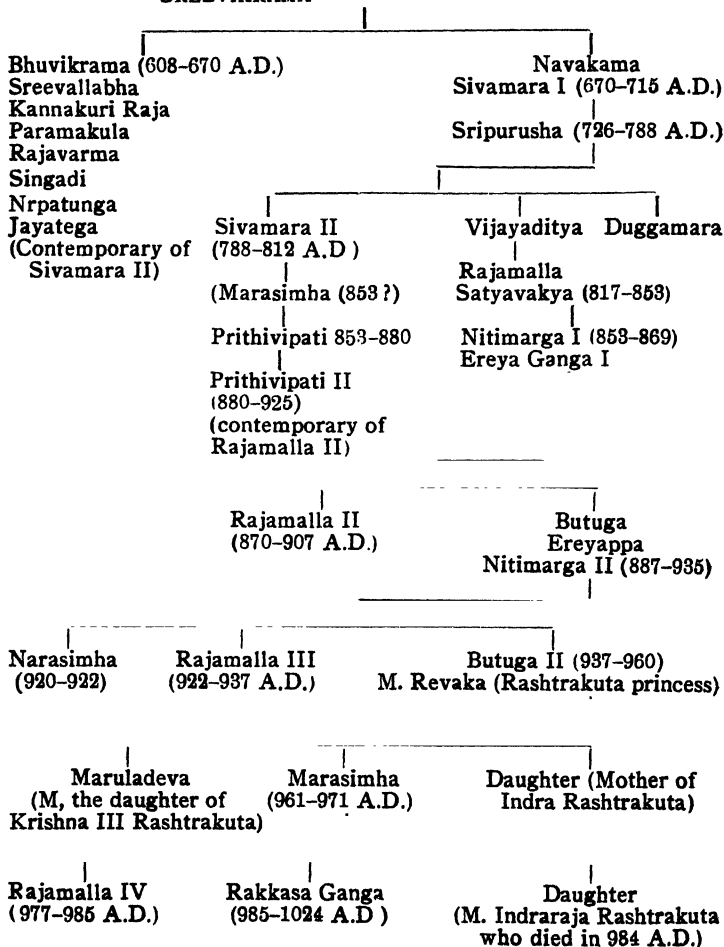 Bhuvikrama (608-670 A.D.)
Sreevallabha
Kannakuri Raja
Paramakula
Rajavarma
Singadi
Nrpatunga
Jayatega
(Contemporary of
Sivamara II)
Navakama
Sivamara I (670-715 A.D.)
Sripurusha (726-788 A.D.)
Sivamara II
(788-812 A.D )
(Marasimha (853 ?)
Prithivipati 853-880
Prithivipati II
(880-925)
(contemporary of
Rajamalla II)
Vijayaditya
Rajamalla
Satyavakya (817-853)
Nitimarga I (853-869)
Ereya Ganga I
Duggamara
Rajamalla II
(870-907 A.D.)
Butuga
Ereyappa
Nitimarga II (887-935)
Narasimha
(920-922)
Rajamalla III
(922-937 A.D.)
Butuga II (937-960)
M. Revaka (Rashtrakuta princess)
Maruladeva
(M, the daughter of
Krishna III Rashtrakuta)
Marasimha
(961-971 A.D.)
Daughter (Mother of
Indra Rashtrakuta)
Rajamalla IV
(977-985 A.D.)
Rakkasa Ganga
(985-1024 A.D )
Daughter
(M. Indraraja Rashtrakuta
who died in 984 A.D.)